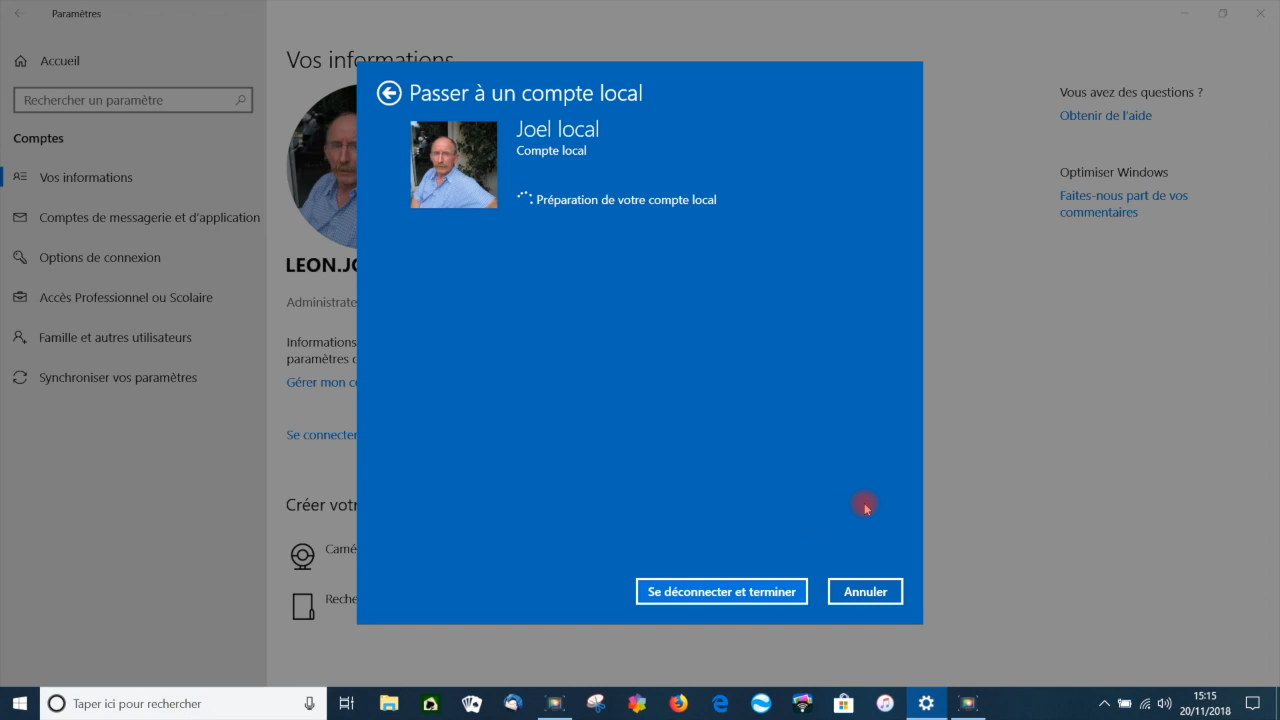 Paramètres
Accueil
Rechercher un paramètre
Comptes
Vos informations
Comptes de messagerie et d'application
Options de connexion
Accès Professionnel ou Scolaire
Famille et autres utilisateurs
Synchroniser vos paramètres
Vos informations
LEON.JO
Administrate
Informations
paramètres d
Gérer mon co
Se connecter
Créer votr
Camé
Reche
Passer à un compte local
Joel local
Compte local
Préparation de votre compte local
Se déconnecter et terminer
Annuler
Vous avez des questions ?
Obtenir de l'aide
Optimiser Windows
Faites-nous part de vos
commentaires
Taper ici pour rechercher
15:15
20/11/2018